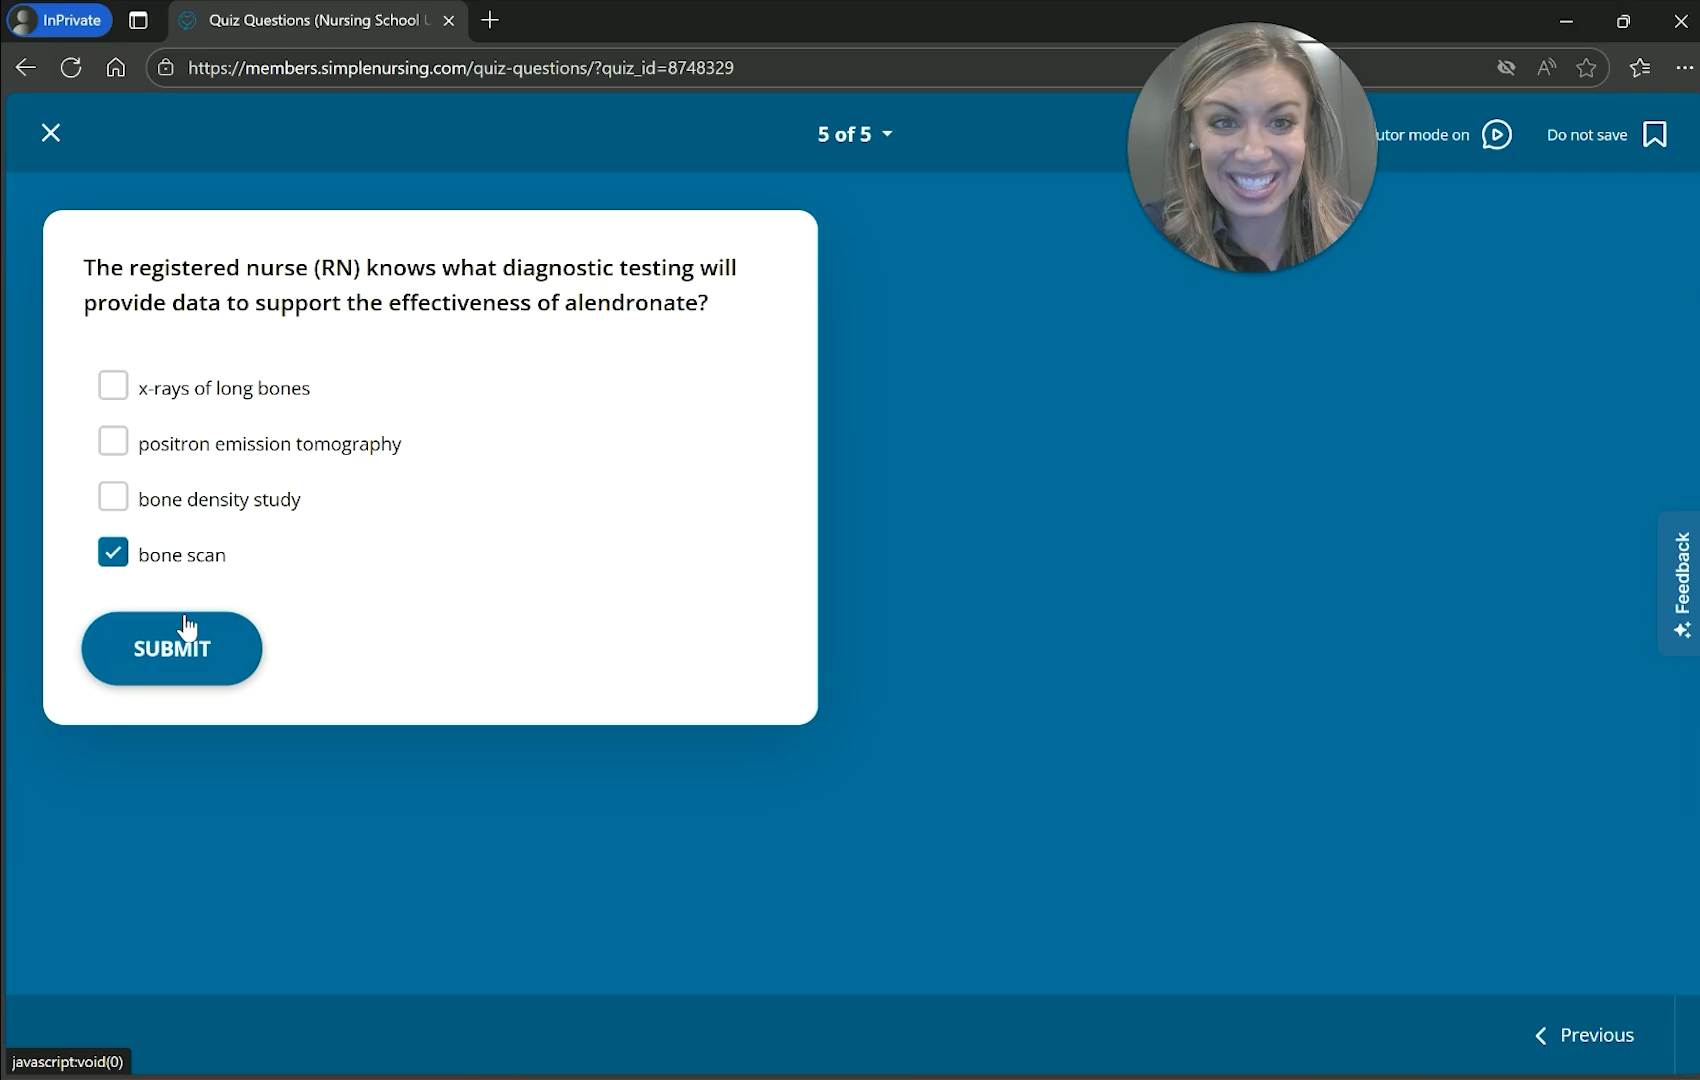 InPrivate
Quiz Questions (Nursing School
https://members.simplenursing.com/quiz-questions/?quiz_id=8748329
5 of 5
utor mode on
Do not save
The registered nurse (RN) knows what diagnostic testing will
provide data to support the effectiveness of alendronate?
x-rays of long bones
positron emission tomography
bone density study
bone scan
SUBMIT
Feedback
Previous
javascript:void(0)